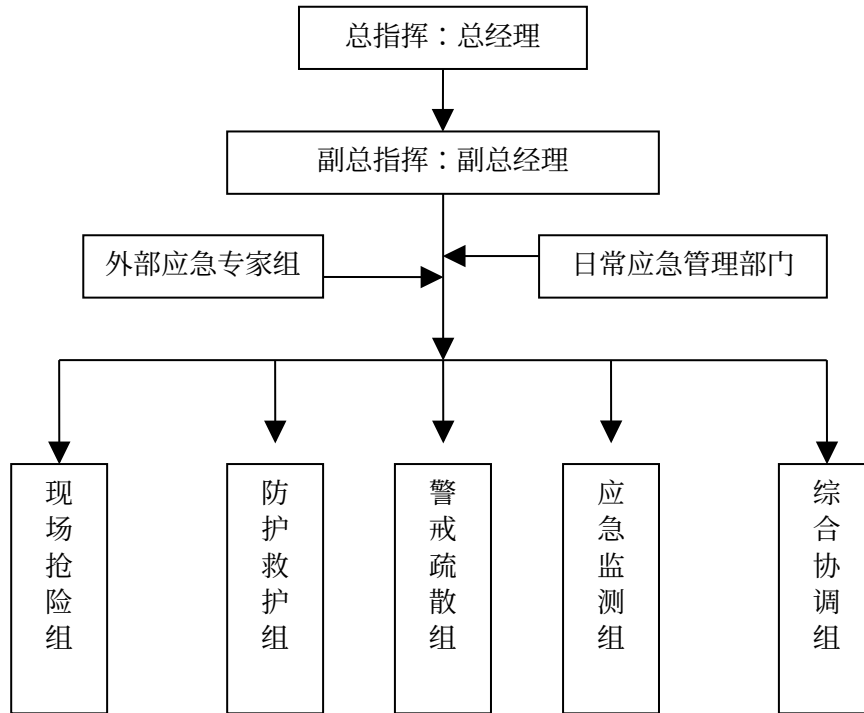 总指挥：总经理
副总指挥：副总经理
外部应急专家组
日常应急管理部门
现场抢险组
防护救护组
警戒疏散组
应急监测组
综合协调组